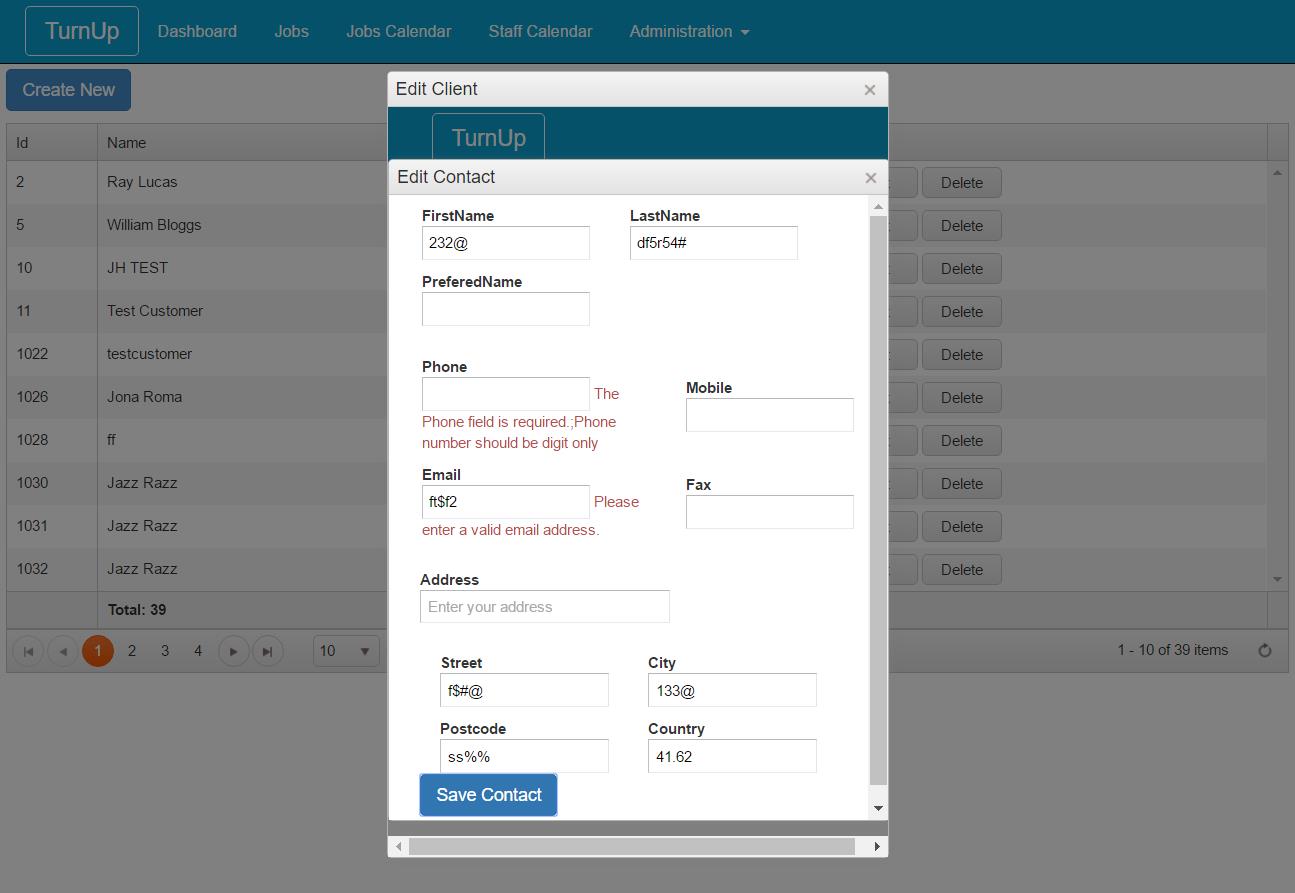 TurnUp Dashboard Jobs Jobs Calendar Staff Calendar Administration
Create New
Edit Client ×
TurnUp
Edit Contact ×
Id Name
2 Ray Lucas Delete
5 William Bloggs Delete
10 JH TEST Delete
11 Test Customer Delete
1022 testcustomer Delete
1026 Jona Roma Delete
1028 ff Delete
1030 Jazz Razz Delete
1031 Jazz Razz Delete
1032 Jazz Razz Delete
Total: 39
1 2 3 4 10 1 - 10 of 39 items
FirstName LastName
232@ df5r54#
PreferedName
Phone
The
Phone field is required.;Phone
number should be digit only
Mobile
Email
ft$f2 Please
enter a valid email address.
Fax
Address
Enter your address
Street City
f$#@ 133@
Postcode Country
ss%% 41.62
Save Contact